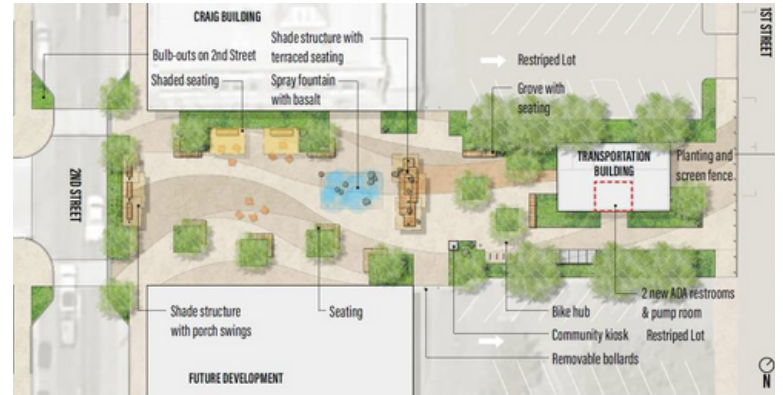 CRAIG BUILDING
1ST STREET
Shade structure with
terraced seating
Bulb-outs on 2nd Street
Restriped Lot
Shaded seating
Spray fountain
with basalt
Grove with
seating
2ND STREET
TRANSPORTATION
BUILDING
Planting and
screen fence
Shade structure
with porch swings
Seating
Bike hub
Community kiosk
Removable bollards
2 new ADA restrooms
& pump room
Restriped Lot
FUTURE DEVELOPMENT
N